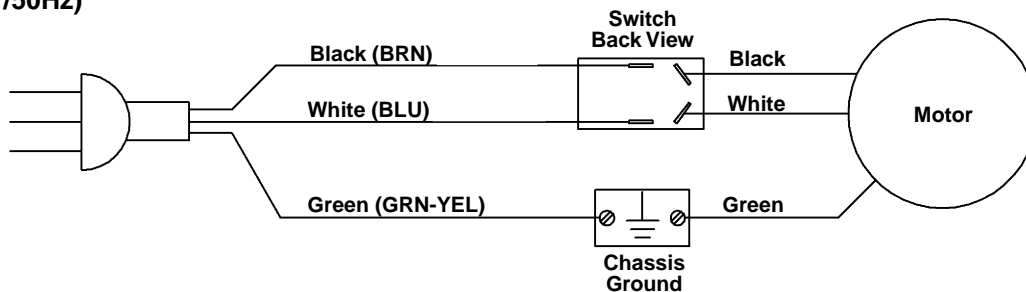 /50Hz)
Switch
Back View
Black (BRN)
Black
White (BLU)
White
Motor
Green (GRN-YEL)
Green
Chassis
Ground